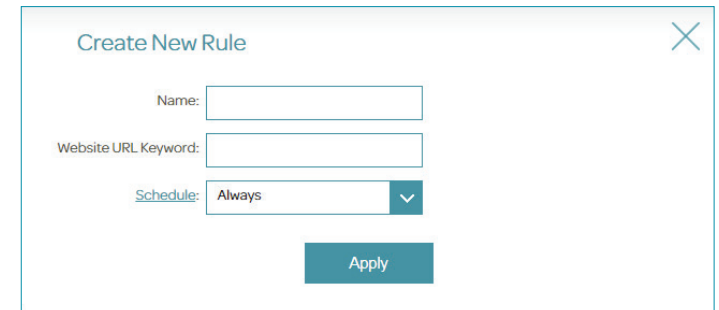 Create New Rule
Name:
Website URL Keyword:
Schedule: Always
Apply